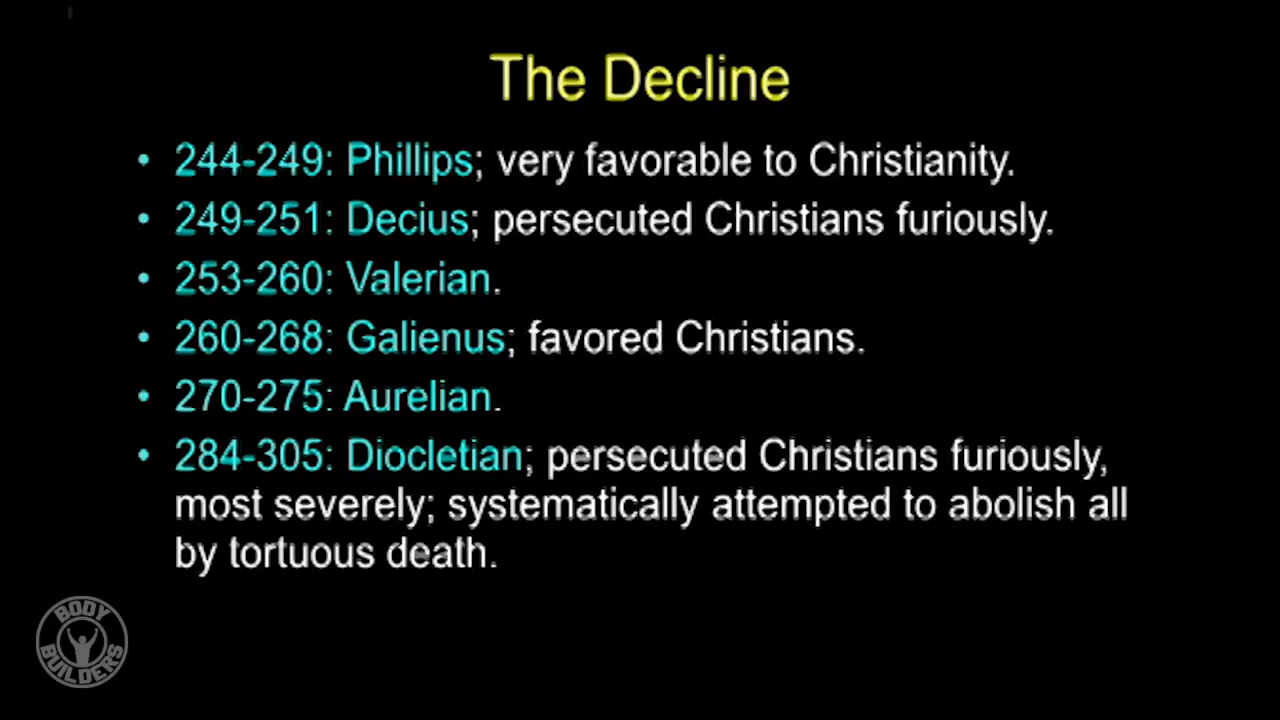 The Decline
• 244-249: Phillips; very favorable to Christianity.
• 249-251: Decius; persecuted Christians furiously.
• 253-260: Valerian.
• 260-268: Galienus; favored Christians.
• 270-275: Aurelian.
• 284-305: Diocletian; persecuted Christians furiously,
most severely; systematically attempted to abolish all
by tortuous death.
BODY
BUILDERS